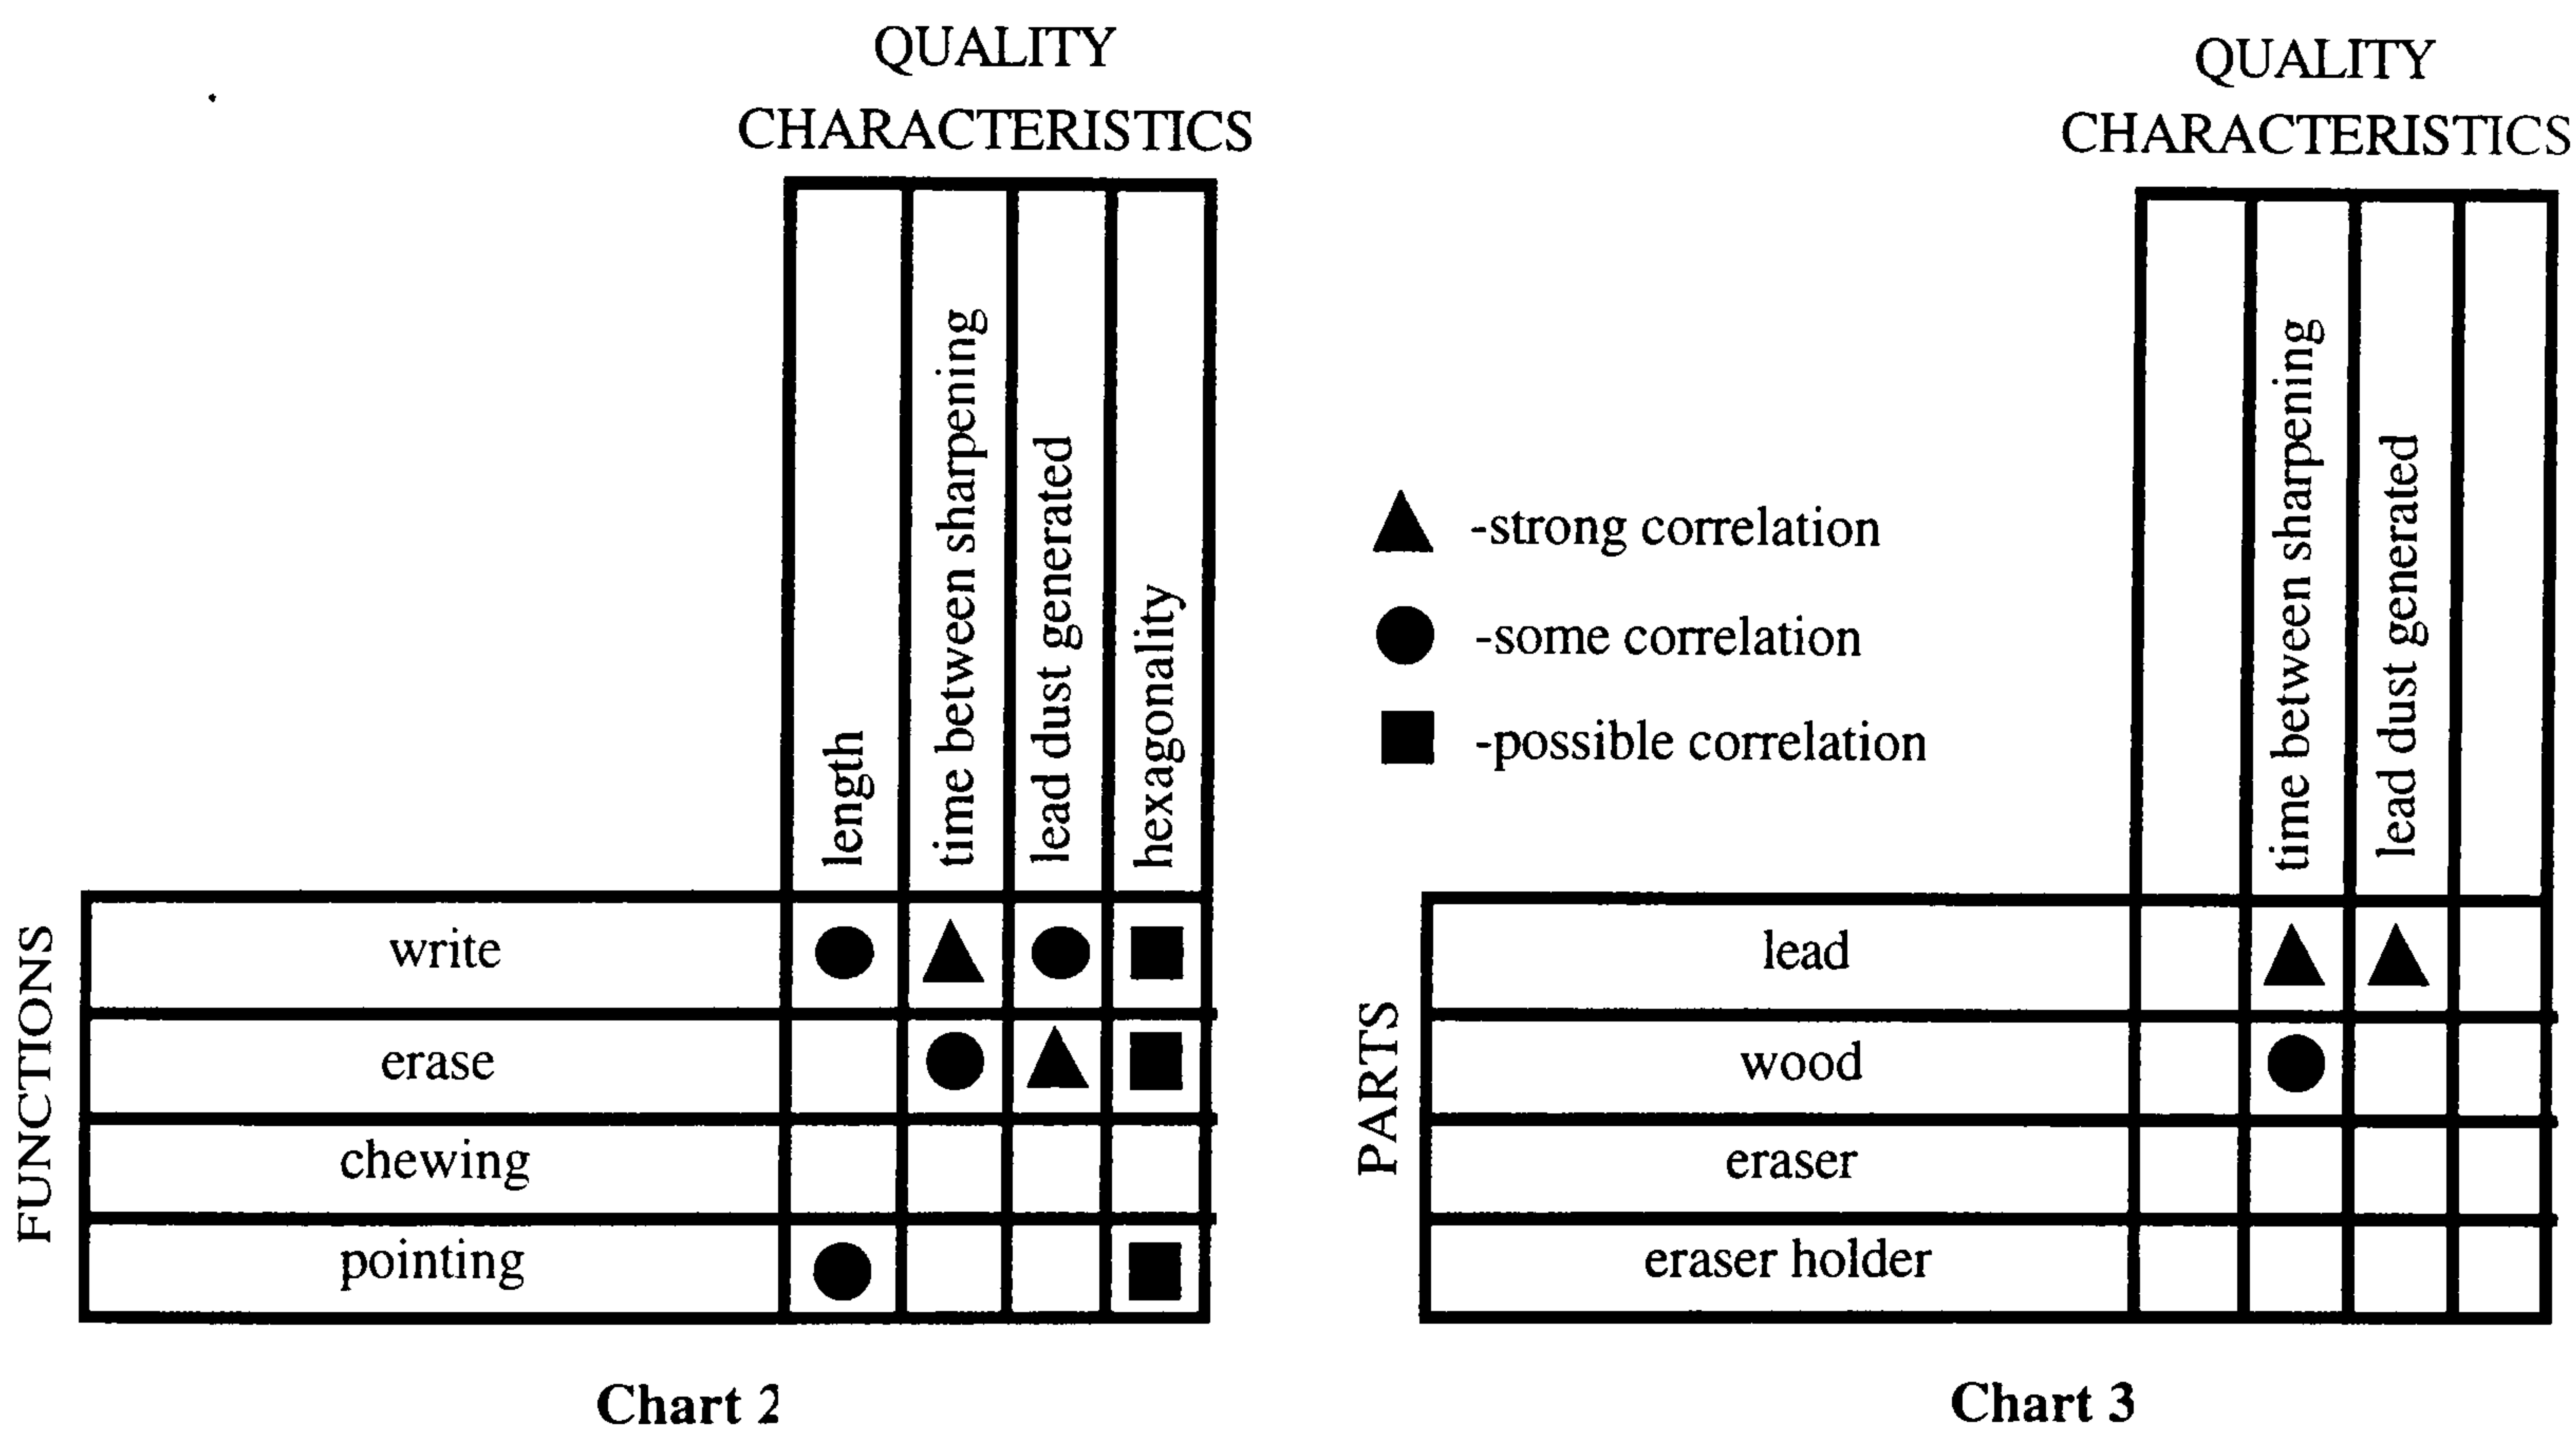 QUALITY
CHARACTERISTICS
length
time between sharpening
lead dust generated
hexagonality
FUNCTIONS
write
erase
chewing
pointing
Chart 2
-strong correlation
-some correlation
-possible correlation
QUALITY
CHARACTERISTICS
time between sharpening
lead dust generated
PARTS
lead
wood
eraser
eraser holder
Chart 3